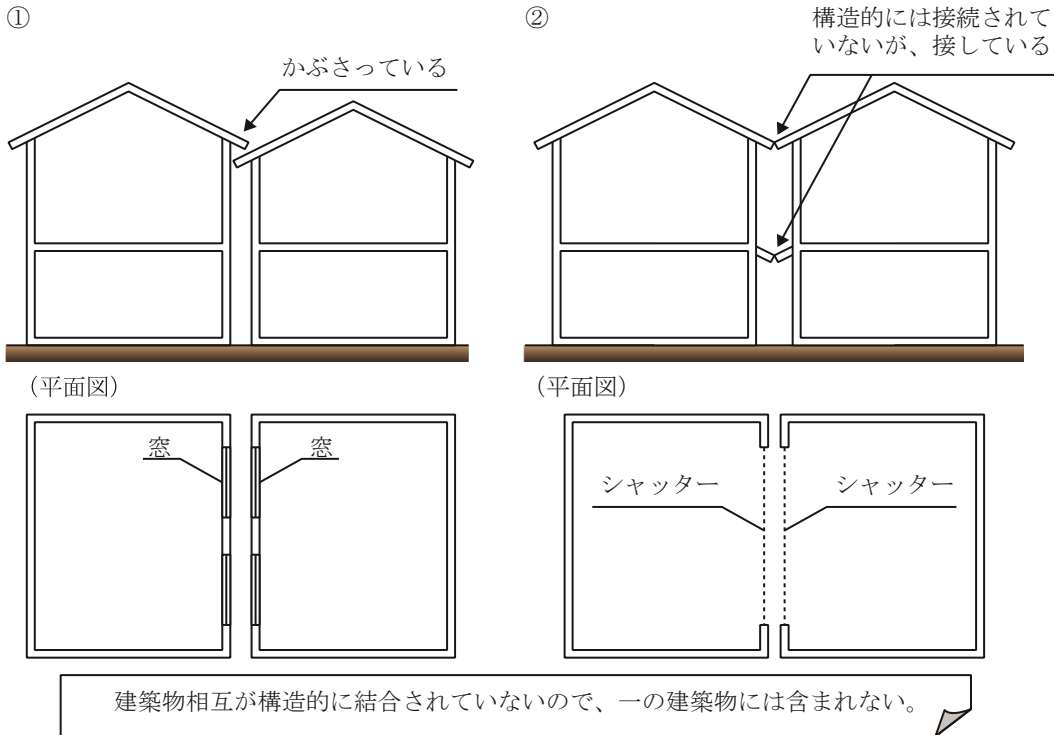 ①
かぶさっている
(平面図)
窓
窓
②
構造的には接続されて
いないが、接している
(平面図)
シャッター
シャッター
建築物相互が構造的に結合されていないので、一の建築物には含まれない。